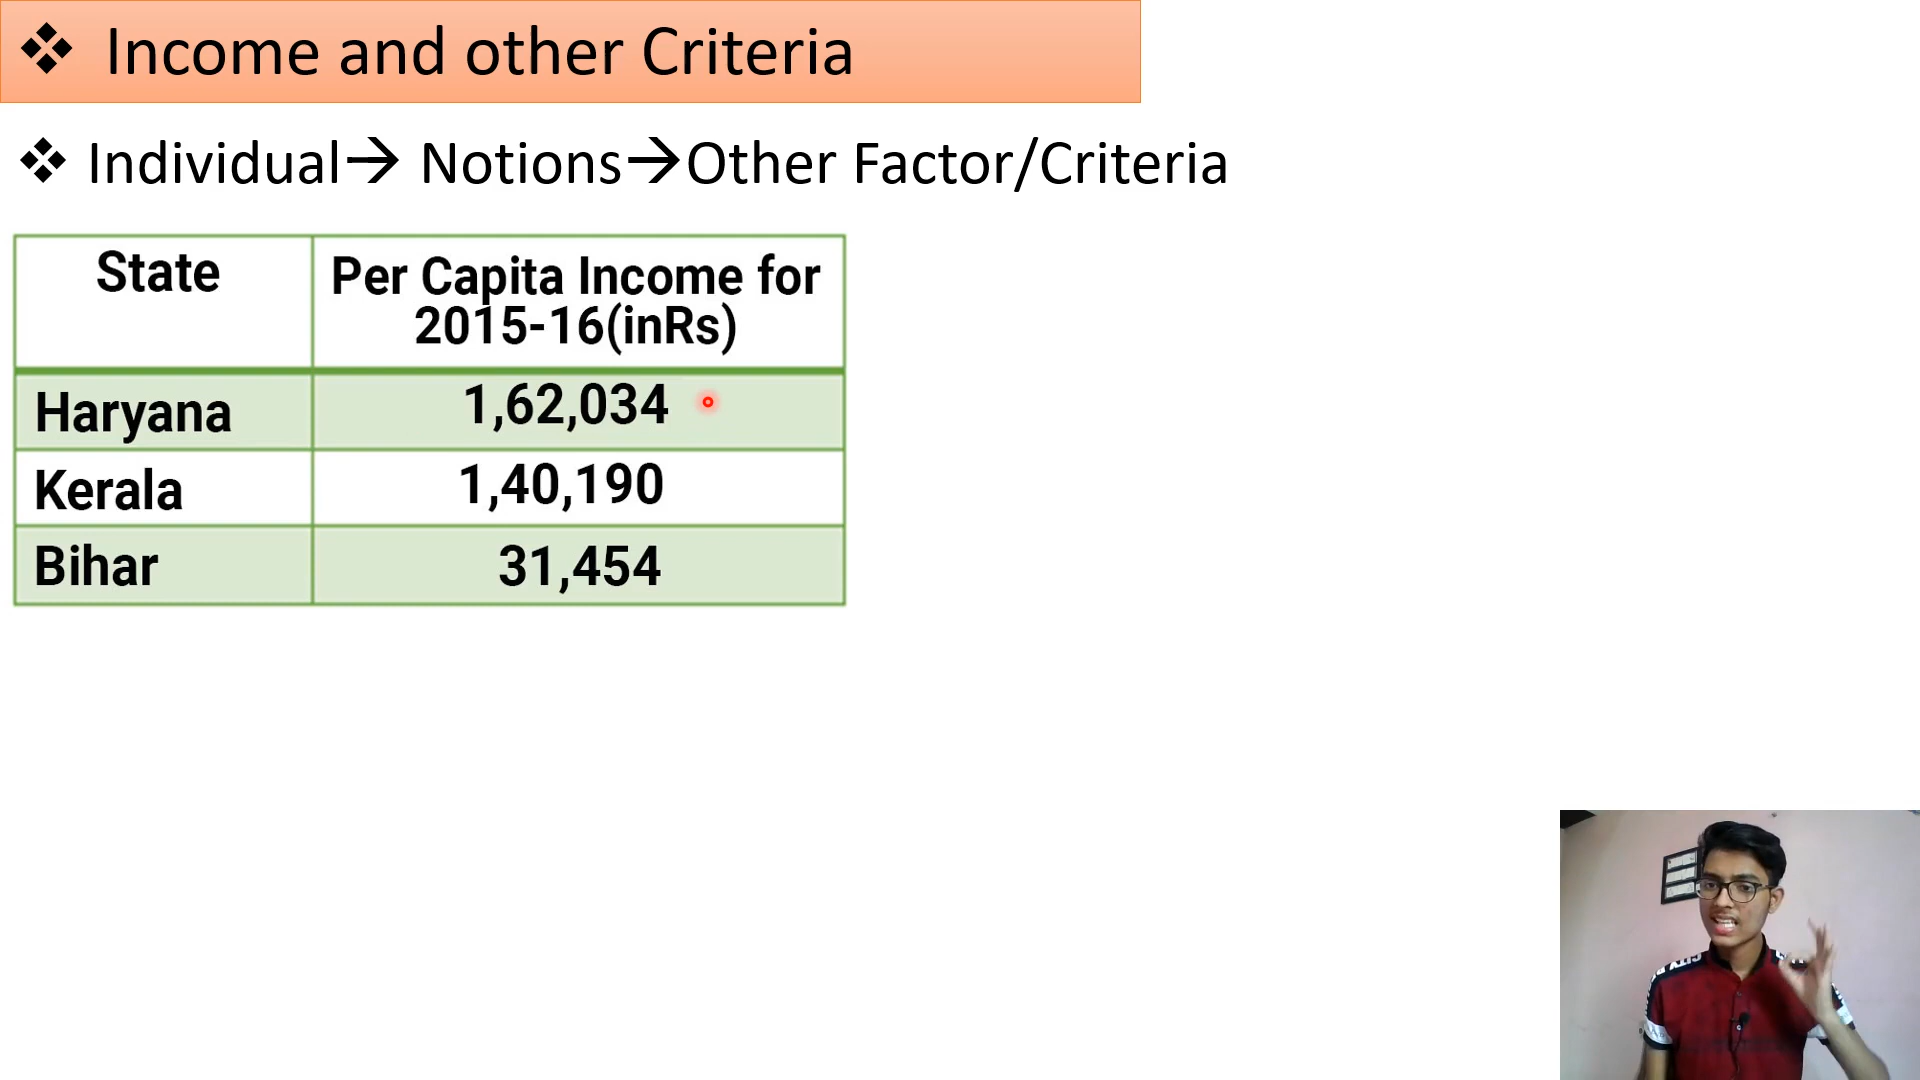 ❖ Income and other Criteria
❖ Individual→ Notions→Other Factor/Criteria
State
Per Capita Income for
2015-16(inRs)
Haryana 1,62,034
Kerala 1,40,190
Bihar 31,454